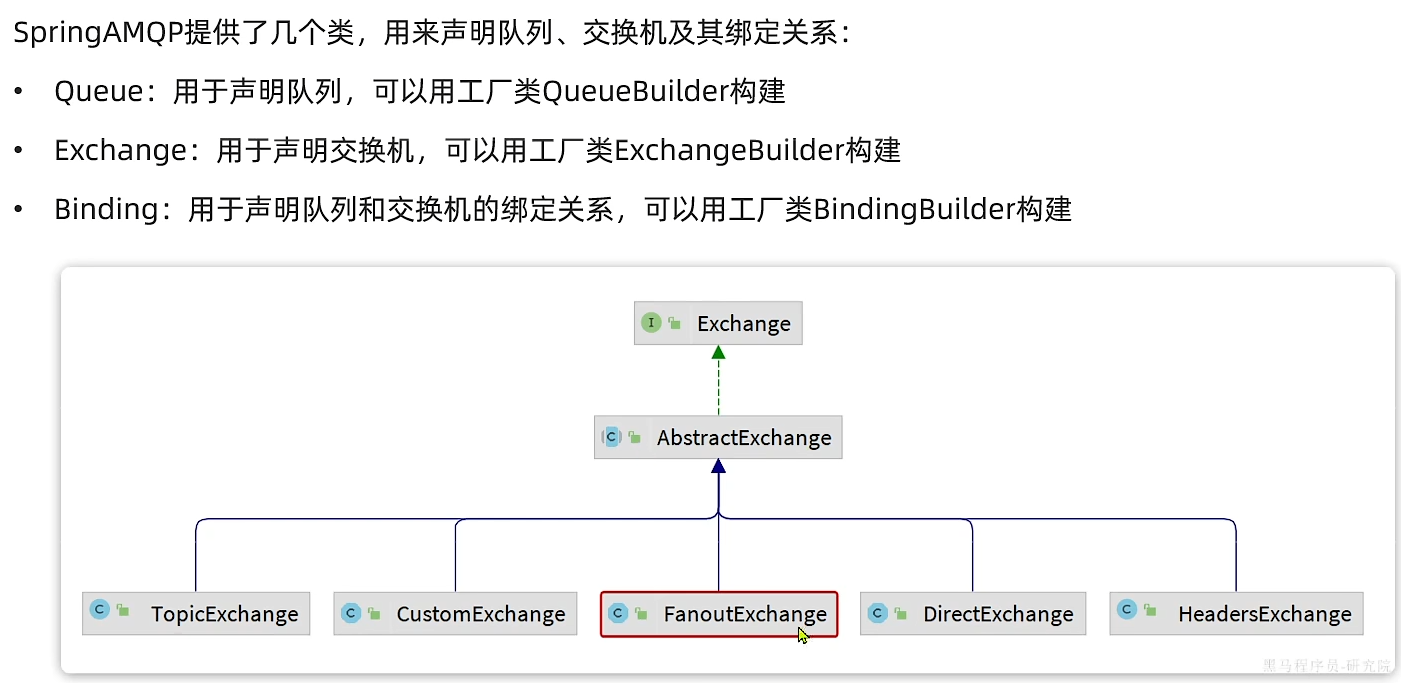 SpringAMQP提供了几个类，用来声明队列、交换机及其绑定关系：
• Queue：用于声明队列，可以用工厂类QueueBuilder构建
• Exchange：用于声明交换机，可以用工厂类ExchangeBuilder构建
• Binding：用于声明队列和交换机的绑定关系，可以用工厂类BindingBuilder构建
I Exchange
C AbstractExchange
C TopicExchange C CustomExchange C FanoutExchange C DirectExchange C HeadersExchange
黑马程序员-研究院